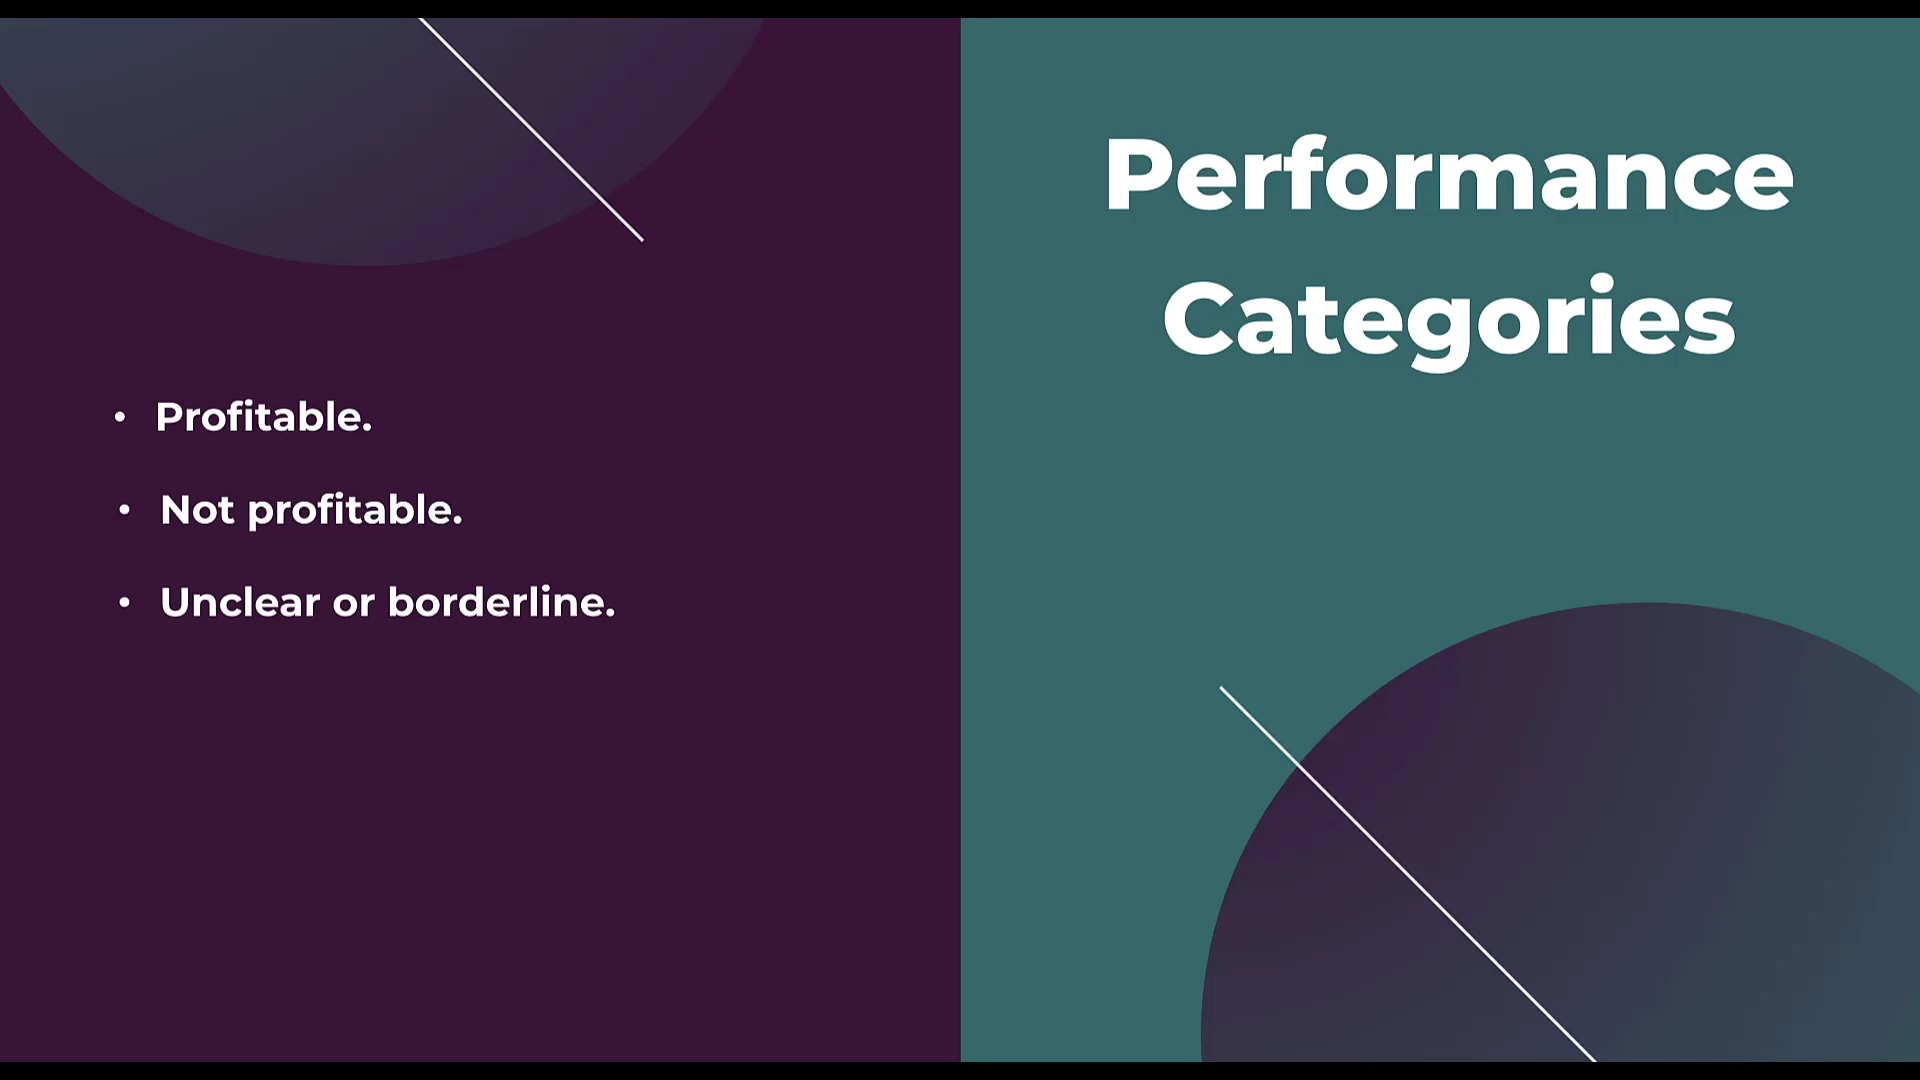 Performance
Categories
• Profitable.
• Not profitable.
• Unclear or borderline.